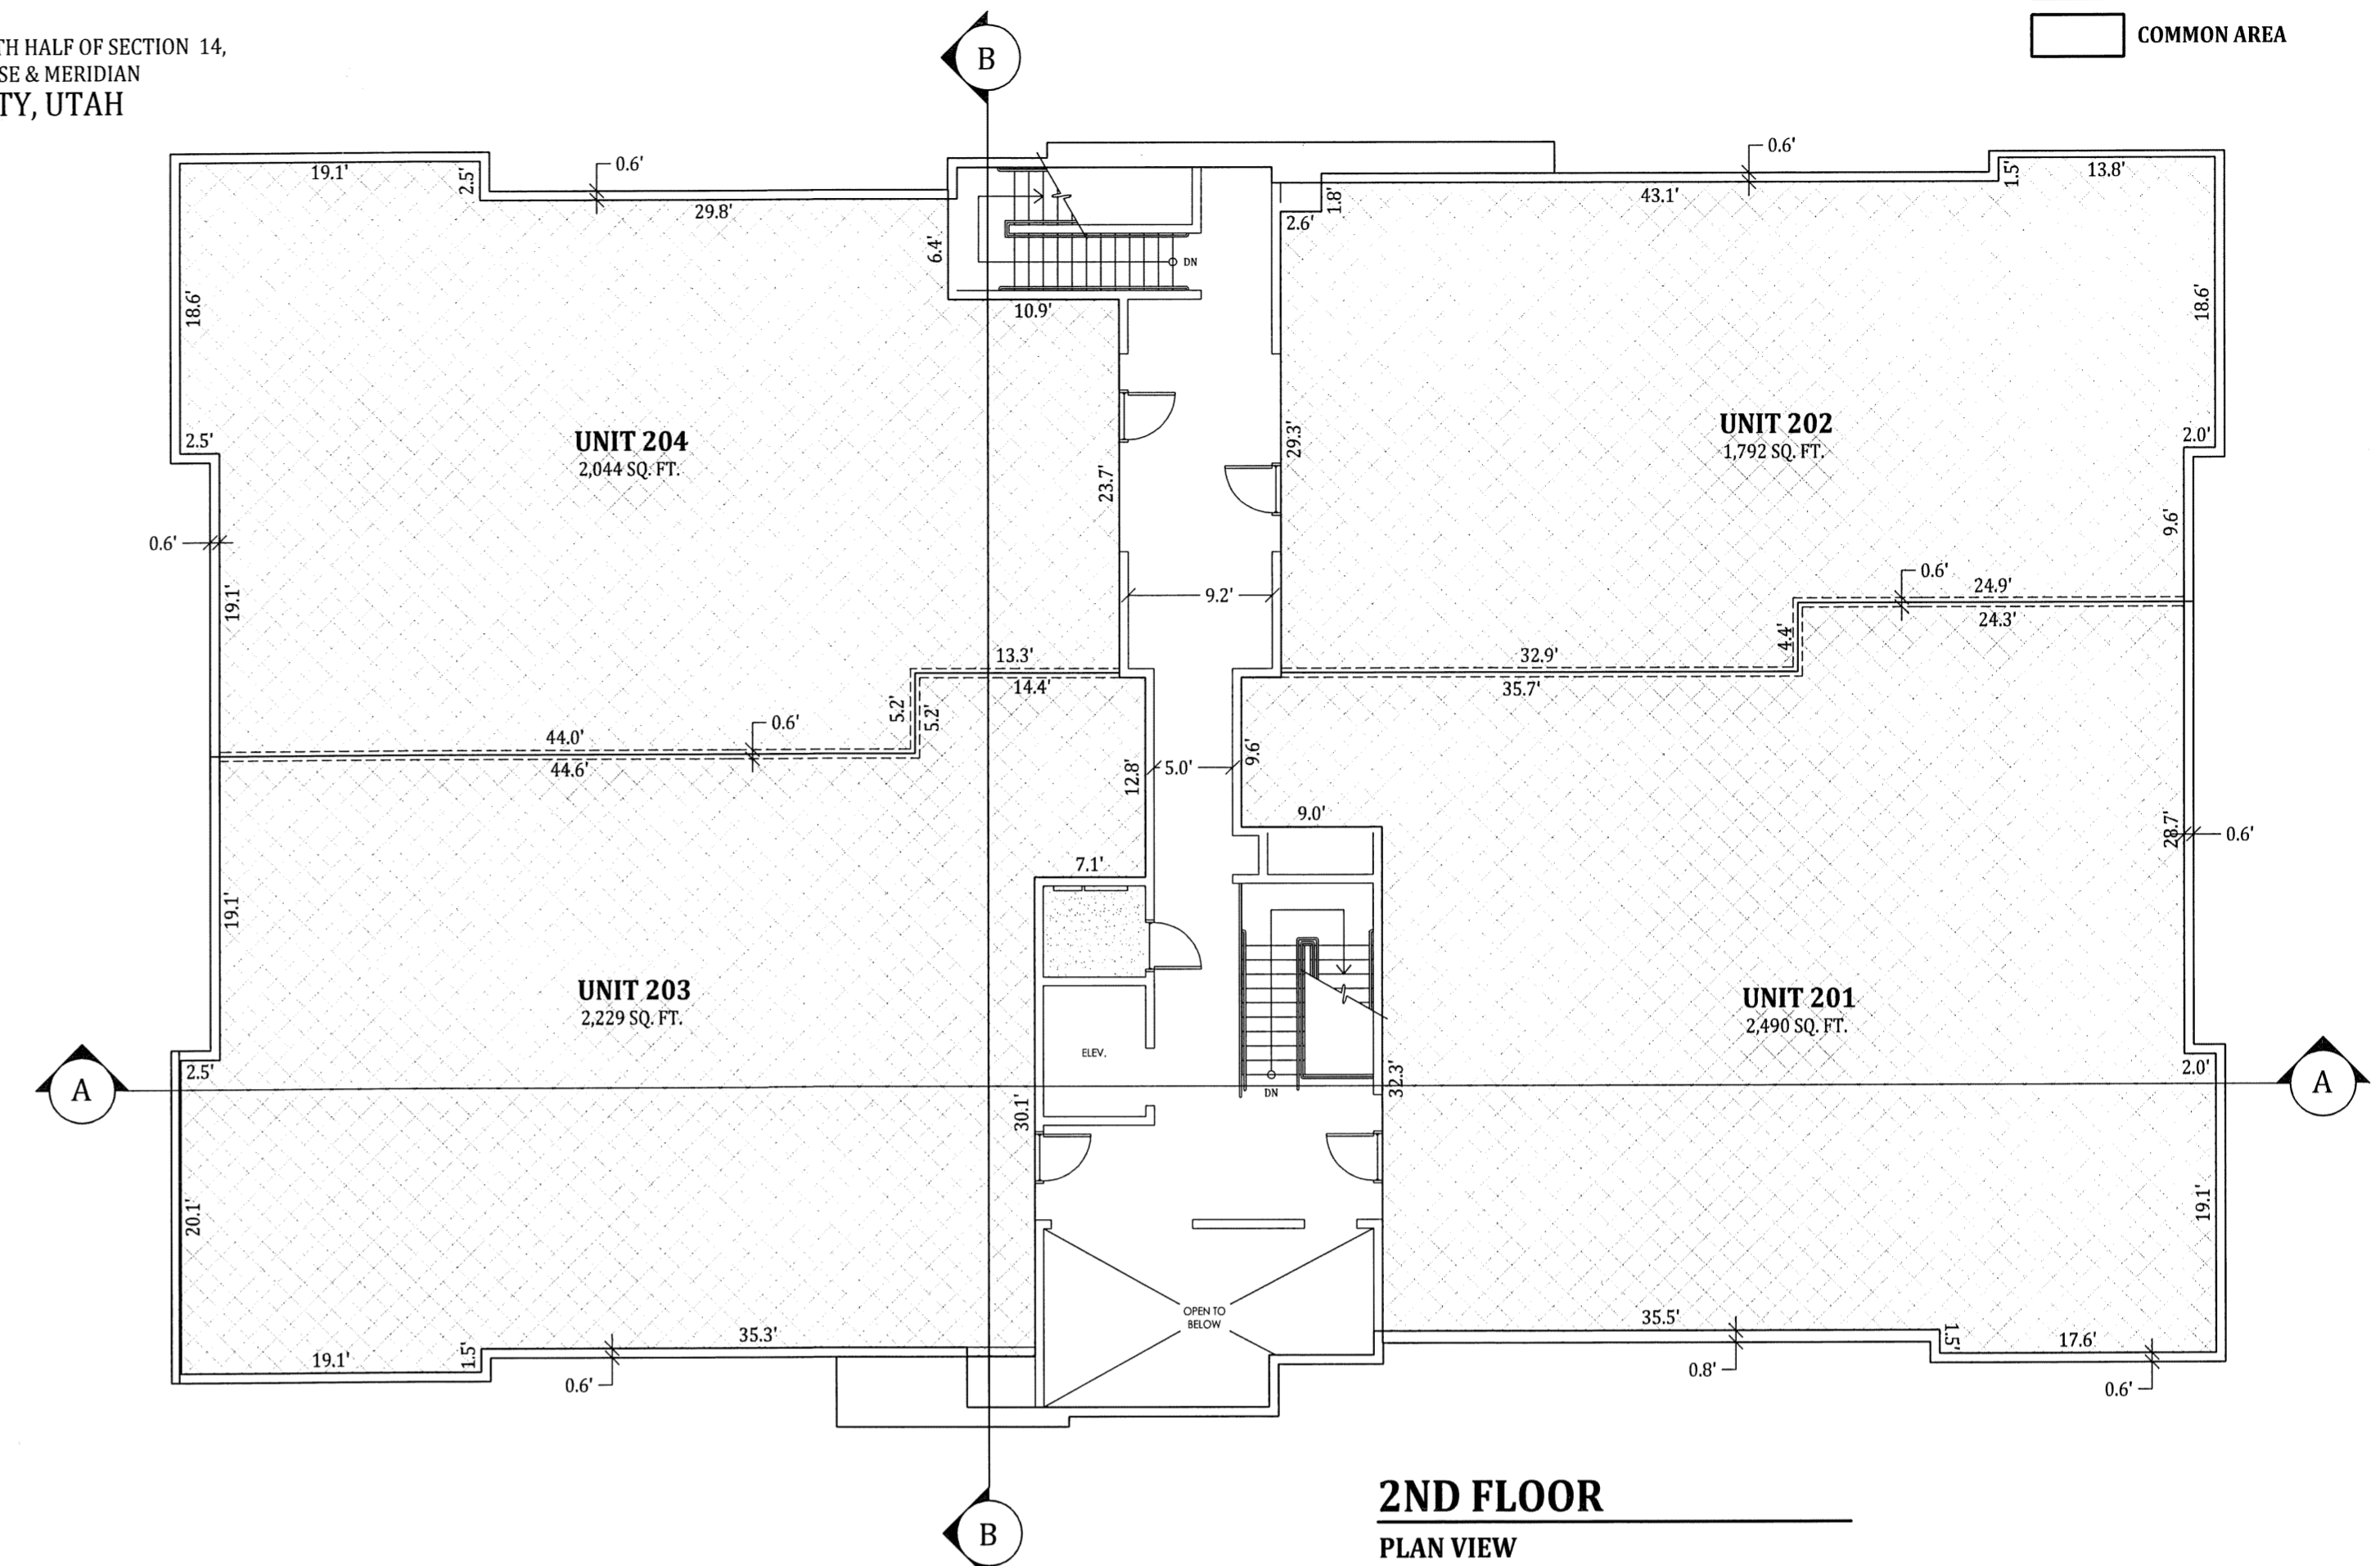 TH HALF OF SECTION 14,
SE & MERIDIAN
TY, UTAH
B
COMMON AREA
19.1'
2.5'
0.6'
29.8'
6.4'
10.9'
DN
2.6'
1.8'
43.1'
0.6'
1.5'
13.8'
18.6'
2.5'
UNIT 204
2,044 SQ. FT.
23.7'
29.3'
UNIT 202
1,792 SQ. FT.
18.6'
2.0'
9.6'
0.6'
19.1'
9.2'
0.6'
24.9'
24.3'
4.4'
32.9'
35.7'
13.3'
14.4'
5.2'
5.2'
0.6'
44.0'
44.6'
12.8'
5.0'
9.6'
9.0'
28.7'
0.6'
7.1'
19.1'
UNIT 203
2,229 SQ. FT.
ELEV.
UNIT 201
2,490 SQ. FT.
A
2.5'
30.1'
DN
32.3'
2.0'
A
20.1'
19.1'
OPEN TO
BELOW
19.1'
1.5'
35.3'
0.6'
35.5'
0.8'
1.5'
17.6'
0.6'
B
2ND FLOOR
PLAN VIEW